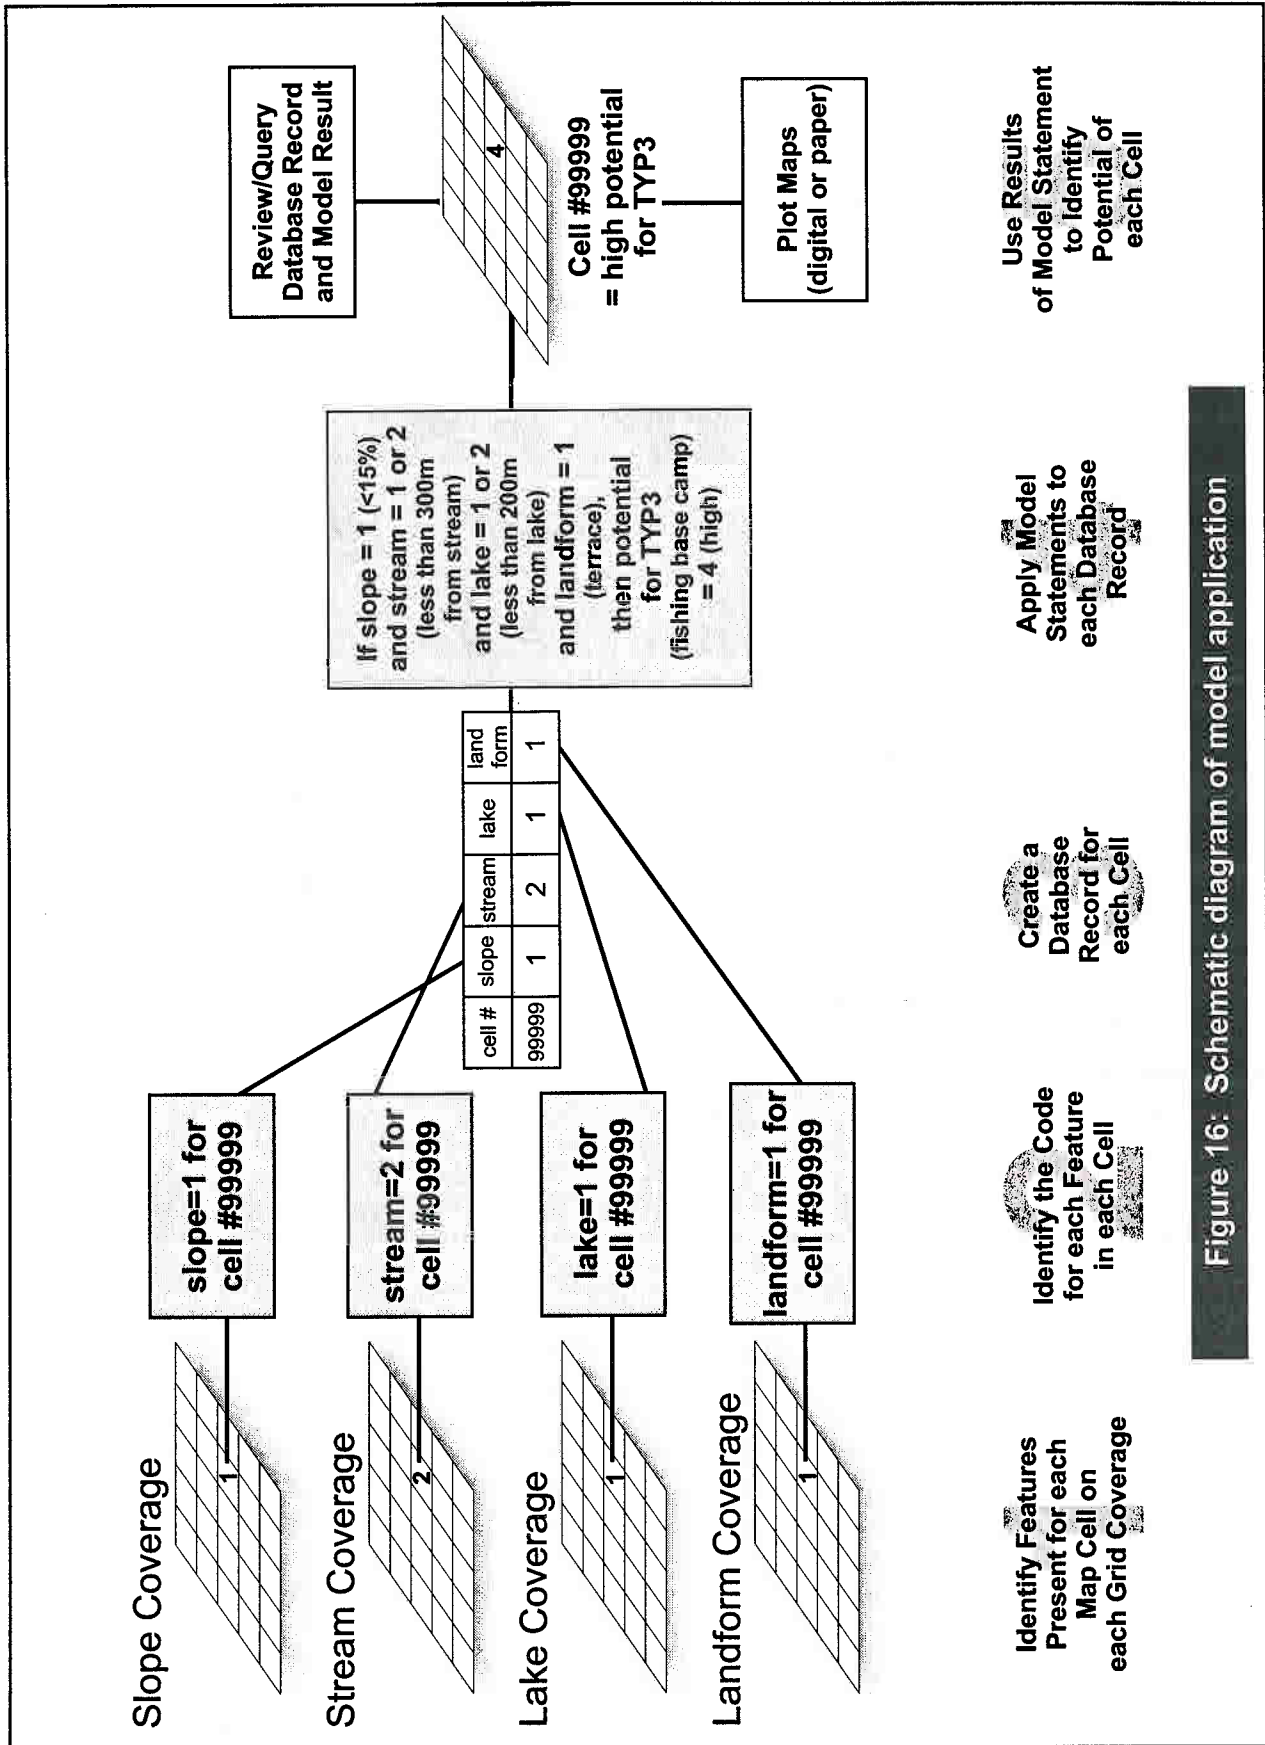 Slope Coverage
1
slope=1 for
cell #99999
Stream Coverage
2
stream=2 for
cell #99999
Lake Coverage
1
lake=1 for
cell #99999
Landform Coverage
1
landform=1 for
cell #99999
cell # slope stream lake land form
99999 1 2 1 1
If slope = 1 (<15%)
and stream = 1 or 2
(less than 300m
from stream)
and lake = 1 or 2
(less than 200m
from lake)
and landform = 1
(terrace),
then potential
for TYP3
(fishing base camp)
= 4 (high)
Review/Query
Database Record
and Model Result
4
Cell #99999
= high potential
for TYP3
Plot Maps
(digital or paper)
Identify Features
Present for each
Map Cell on
each Grid Coverage
Identify the Code
for each Feature
in each Cell
Create a
Database
Record for
each Cell
Apply Model
Statements to
each Database
Record
Use Results
of Model Statement
to Identify
Potential of
each Cell
Figure 16: Schematic diagram of model application